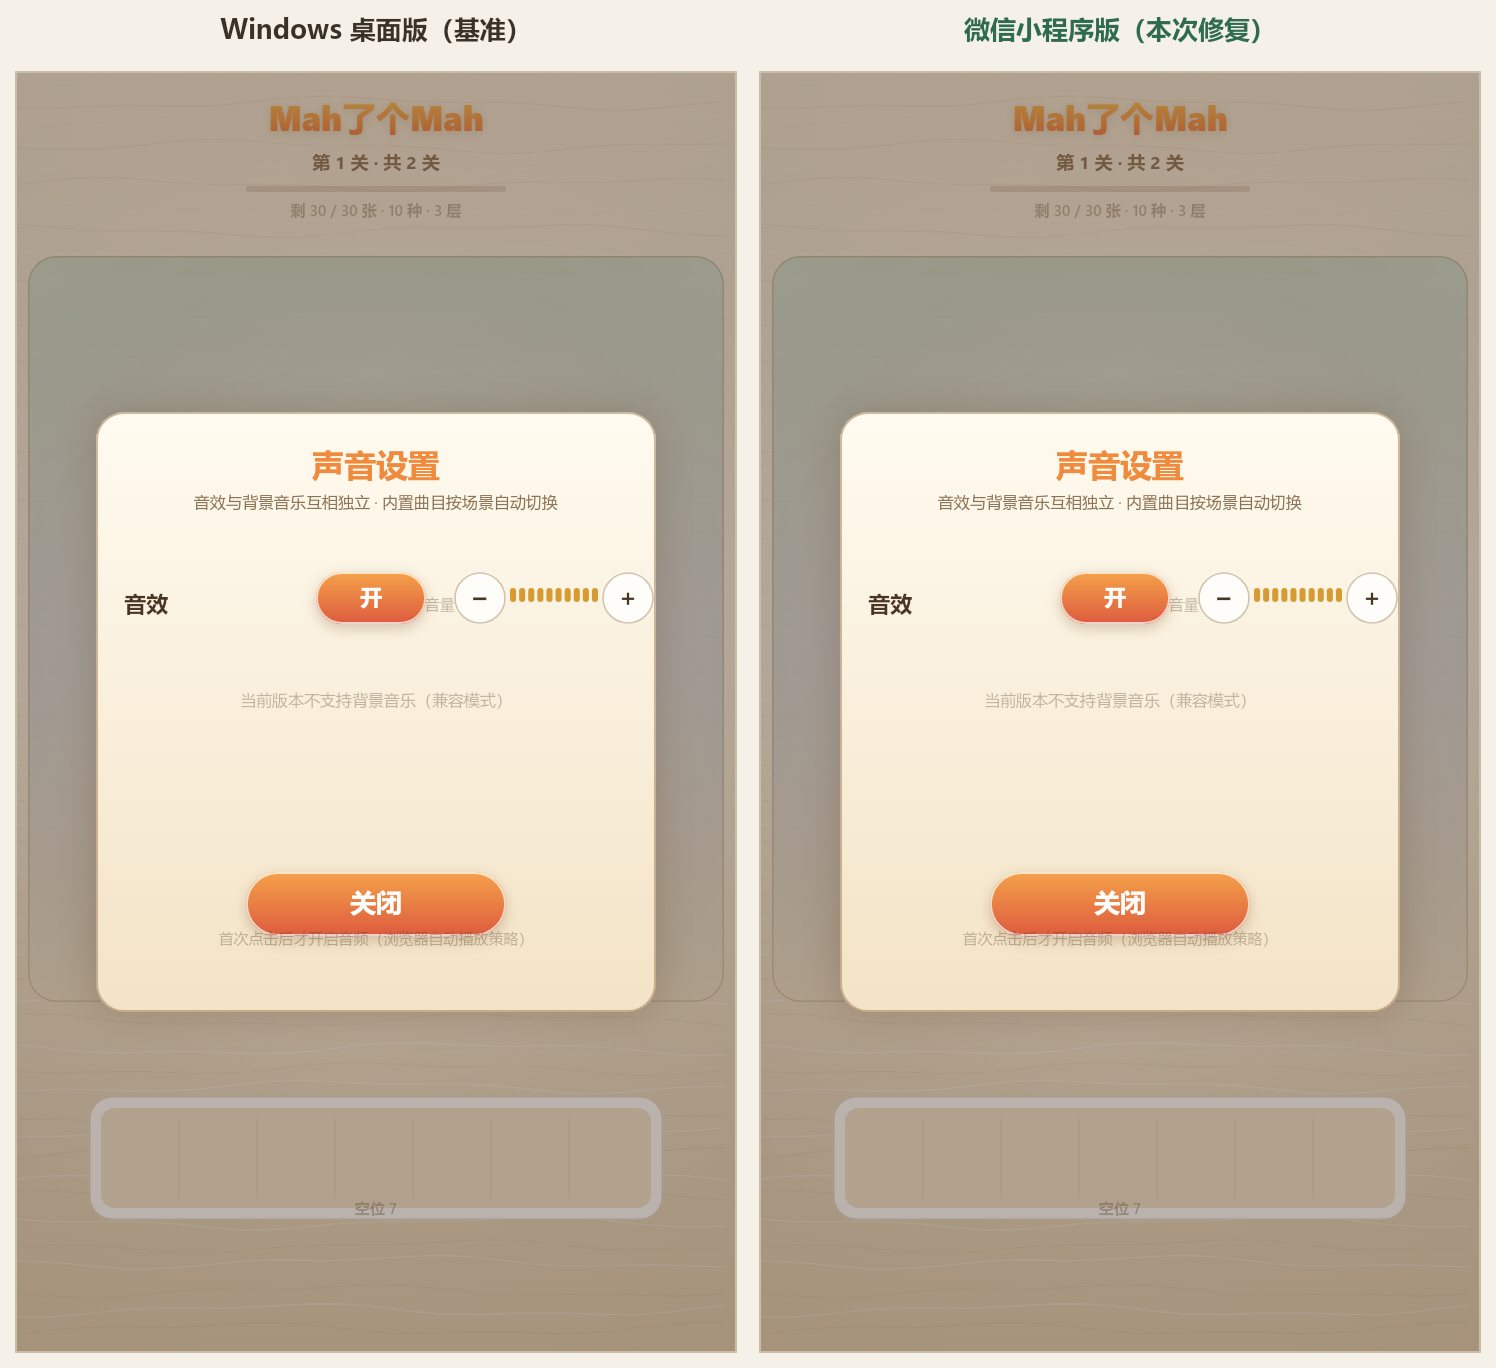 Windows 桌面版（基准）
Mah了个Mah
第 1 关 · 共 2 关
剩 30 / 30 张 · 10 种 · 3 层
声音设置
音效与背景音乐互相独立 · 内置曲目按场景自动切换
音效 开 音量 − +
当前版本不支持背景音乐（兼容模式）
关闭
首次点击后才开启音频（浏览器自动播放策略）
空位 7
微信小程序版（本次修复）
Mah了个Mah
第 1 关 · 共 2 关
剩 30 / 30 张 · 10 种 · 3 层
声音设置
音效与背景音乐互相独立 · 内置曲目按场景自动切换
音效 开 音量 − +
当前版本不支持背景音乐（兼容模式）
关闭
首次点击后才开启音频（浏览器自动播放策略）
空位 7